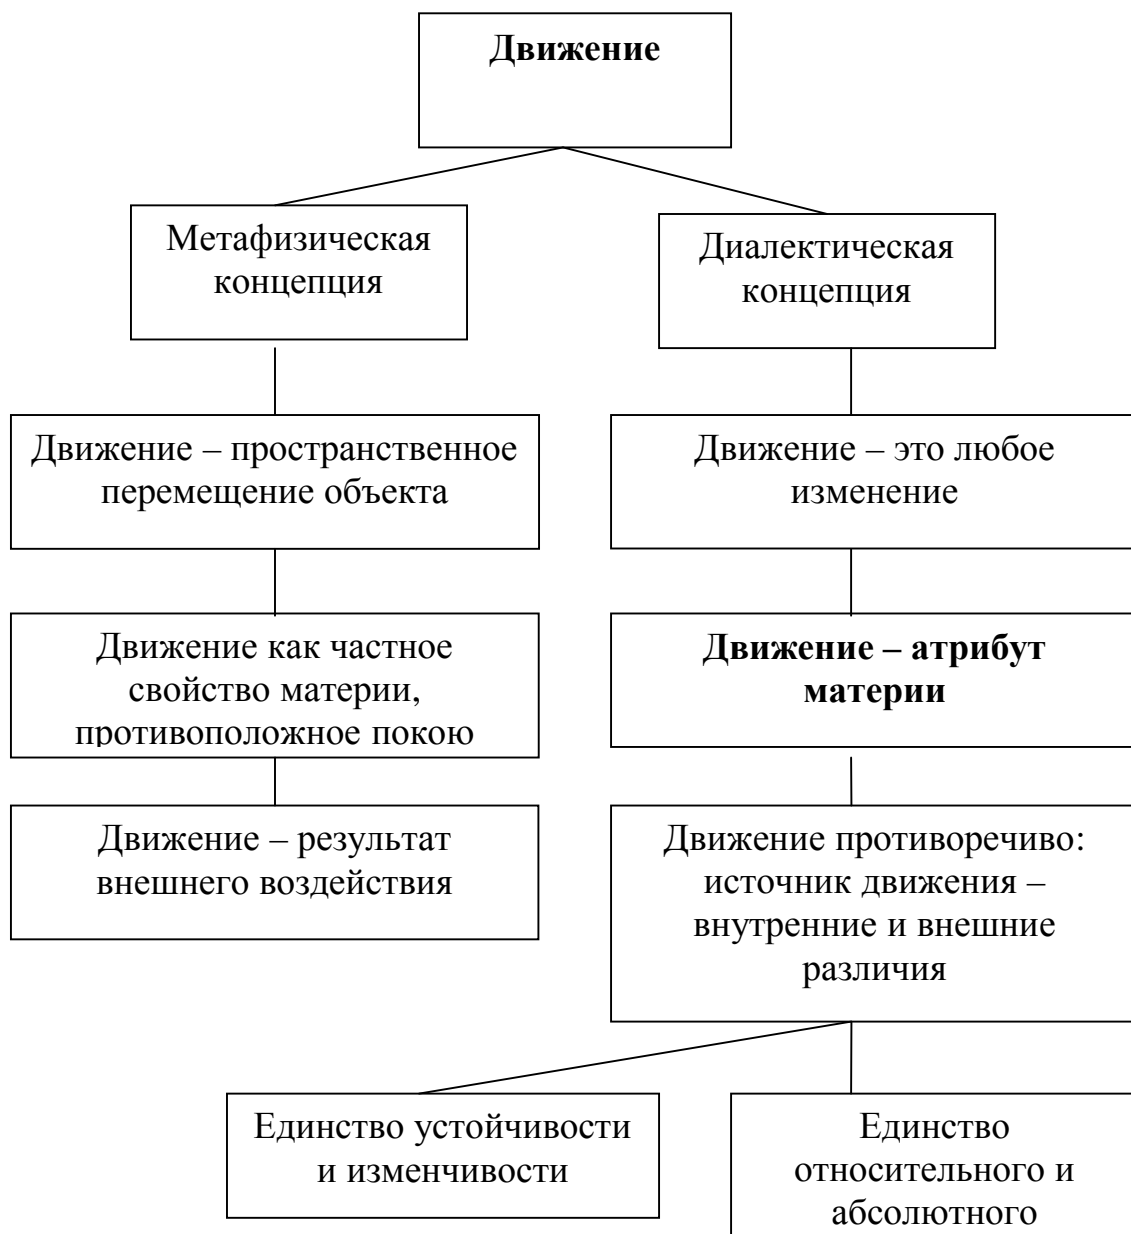 Движение
Метафизическая
концепция
Диалектическая
концепция
Движение – пространственное
перемещение объекта
Движение – это любое
изменение
Движение как частное
свойство материи,
противоположное покою
Движение – атрибут
материи
Движение – результат
внешнего воздействия
Движение противоречиво:
источник движения –
внутренние и внешние
различия
Единство устойчивости
и изменчивости
Единство
относительного и
абсолютного